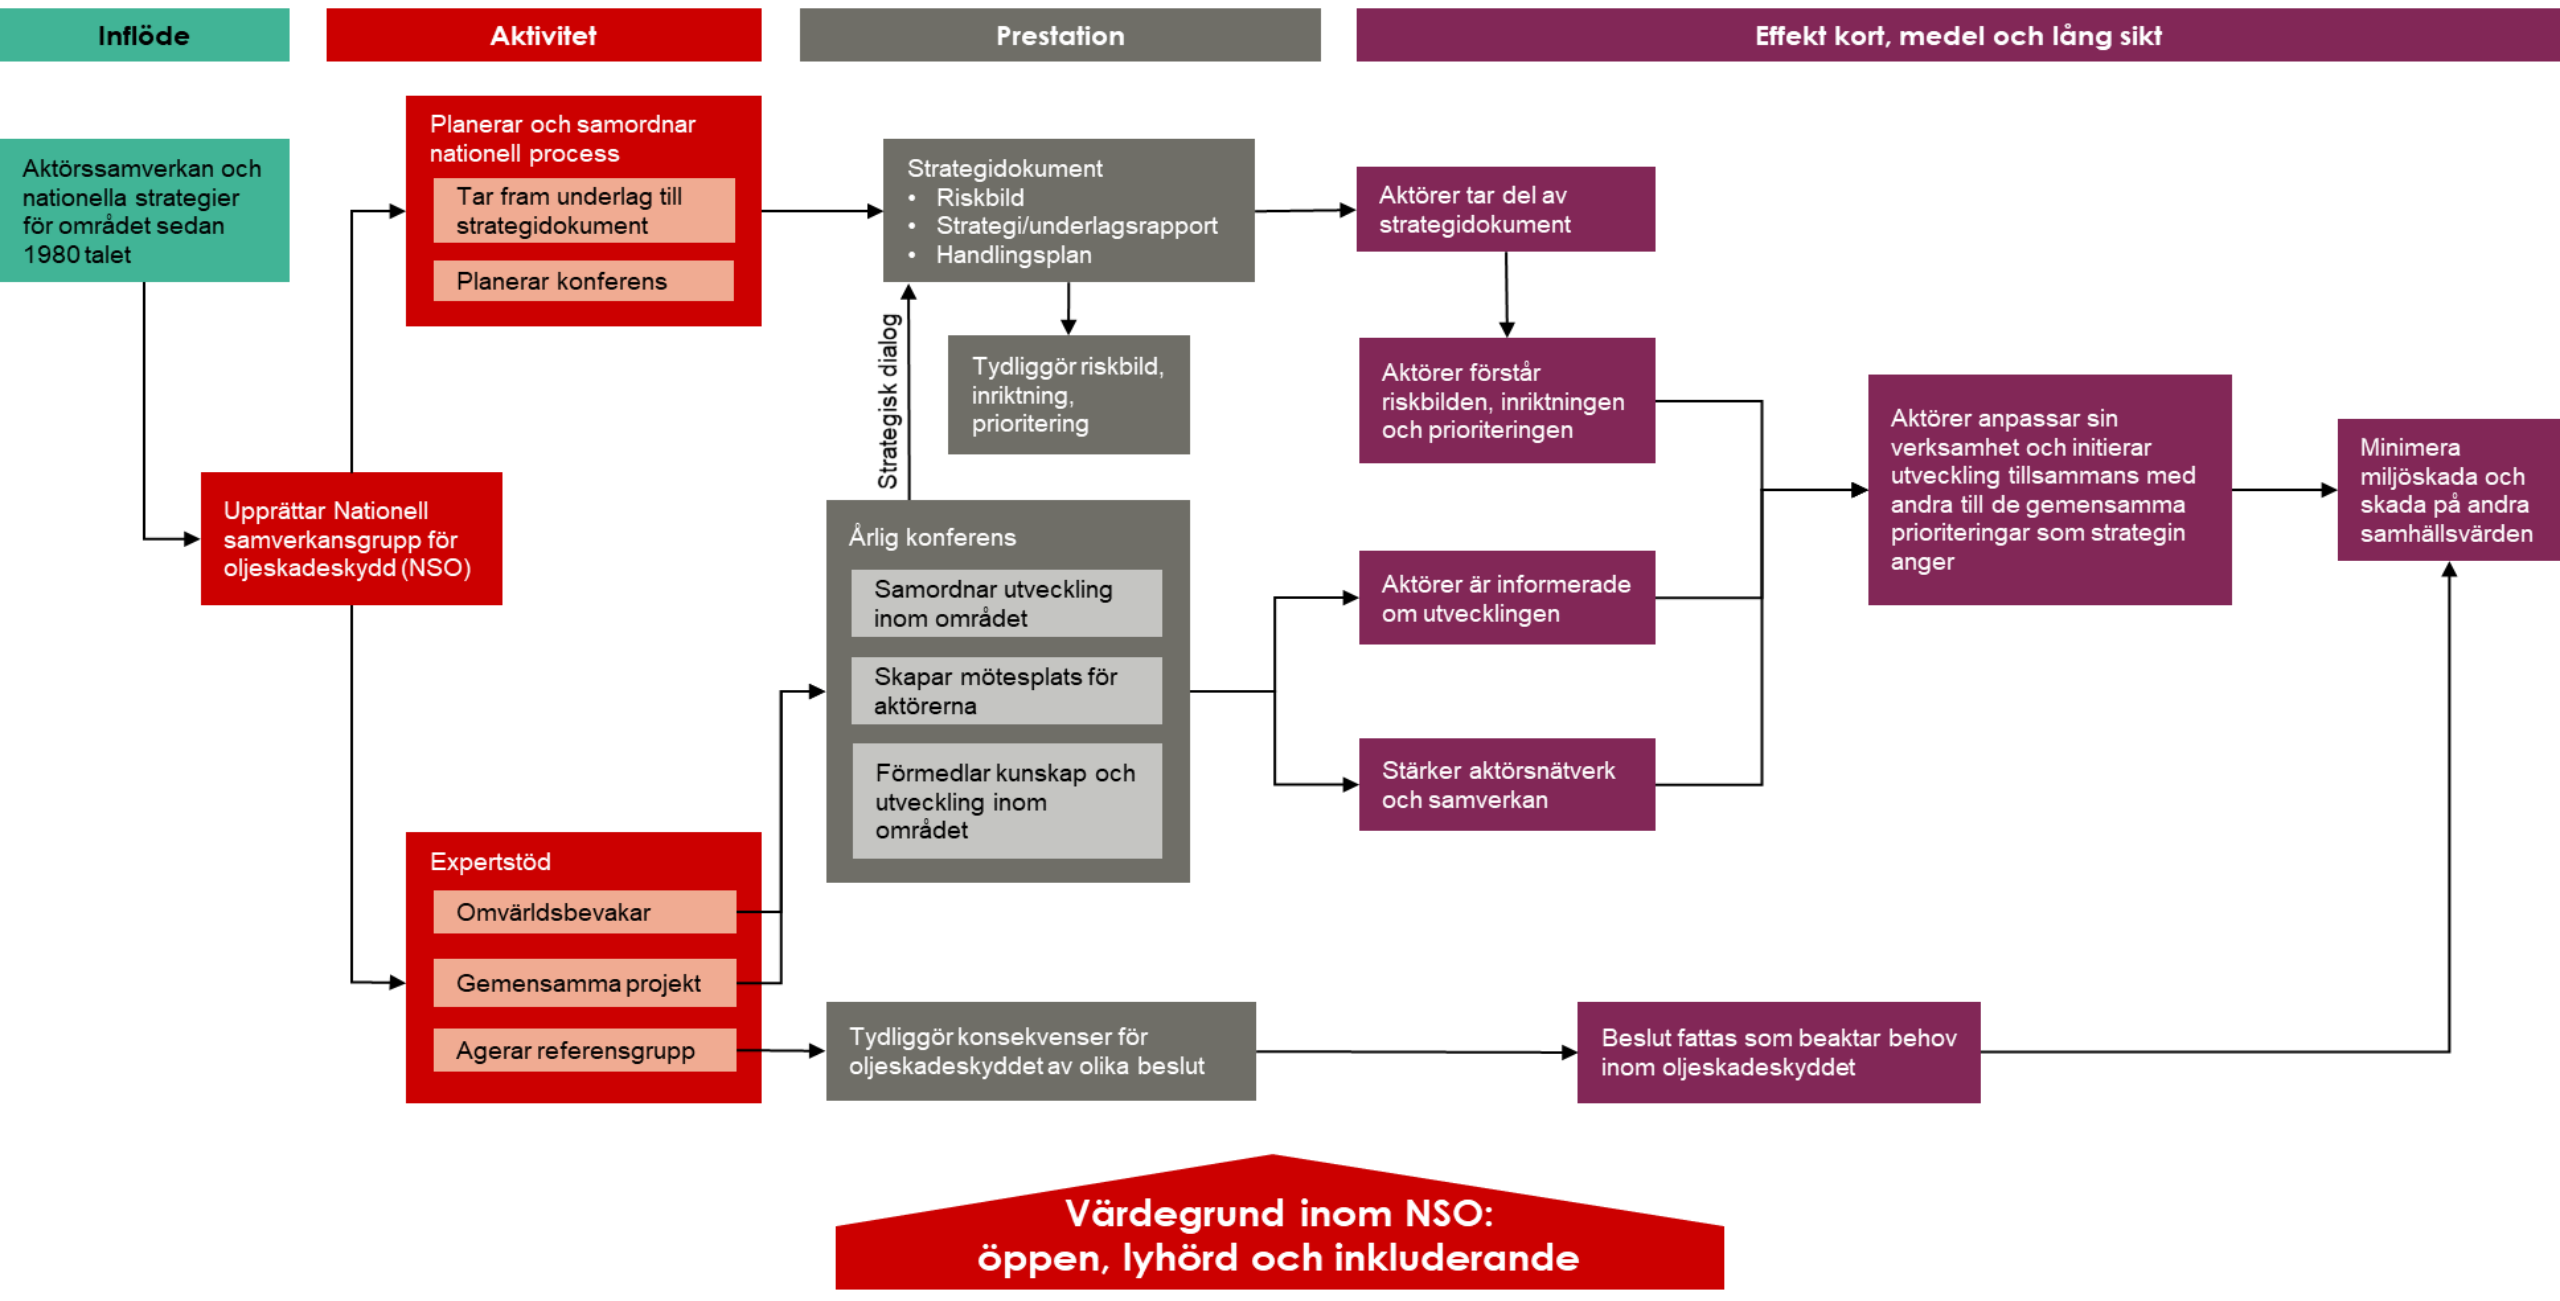 Inflöde
Aktivitet
Prestation
Effekt kort, medel och lång sikt
Aktörssamverkan och
nationella strategier
för området sedan
1980 talet
Upprättar Nationell
samverkansgrupp för
oljeskadeskydd (NSO)
Planerar och samordnar
nationell process
Tar fram underlag till
strategidokument
Planerar konferens
Expertstöd
Omvärldsbevakar
Gemensamma projekt
Agerar referensgrupp
Strategidokument
• Riskbild
• Strategi/underlagsrapport
• Handlingsplan
Tydliggör riskbild,
inriktning,
prioritering
Strategisk dialog
Årlig konferens
Samordnar utveckling
inom området
Skapar mötesplats för
aktörerna
Förmedlar kunskap och
utveckling inom
området
Tydliggör konsekvenser för
oljeskadeskyddet av olika beslut
Aktörer tar del av
strategidokument
Aktörer förstår
riskbilden, inriktningen
och prioriteringen
Aktörer är informerade
om utvecklingen
Stärker aktörsnätverk
och samverkan
Beslut fattas som beaktar behov
inom oljeskadeskyddet
Aktörer anpassar sin
verksamhet och initierar
utveckling tillsammans med
andra till de gemensamma
prioriteringar som strategin
anger
Minimera
miljöskada och
skada på andra
samhällsvärden
Värdegrund inom NSO:
öppen, lyhörd och inkluderande